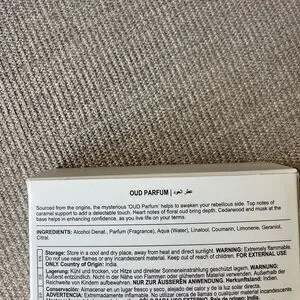 OUD PARFUM | عطر العود
Sourced from the origins, the mysterious "OUD Parfum" helps to awaken your rebellious side. Top notes of
caramel support to add a delectable touch. Heart notes of floral oud bring depth. Cedarwood and musk at the
base helps in enhancing confidence, as you live life on your terms.
INGREDIENTS: Alcohol Denat., Parfum (Fragrance), Aqua (Water), Linalool, Coumarin, Limonene, Geraniol,
Citral.
Storage: Store in a cool and dry place, away from heat and direct sunlight. WARNING: Extremely flammable.
Do not use near flames or any incandescent material. Keep out of reach of children. FOR EXTERNAL USE
ONLY Country of Origin: India.
Lagerung: Kühl und trocken, vor Hitze und direkter Sonneneinstrahlung geschützt lagern. WARNUNG:
Äußerst entzündlich. Nicht in der Nähe von Flammen oder glühendem Material verwenden. Außerhalb der
Reichweite von Kindern aufbewahren. NUR ZUR ÄUSSEREN ANWENDUNG. Herkunftsland: Indien.
Conservación: Almacenar en un lugar fresco y seco, alejado del calor y de la luz solar directa.
ADVERTENCIA: Extremadamente inflamable. No utilizar cerca de llamas o cualquier material incandescente.